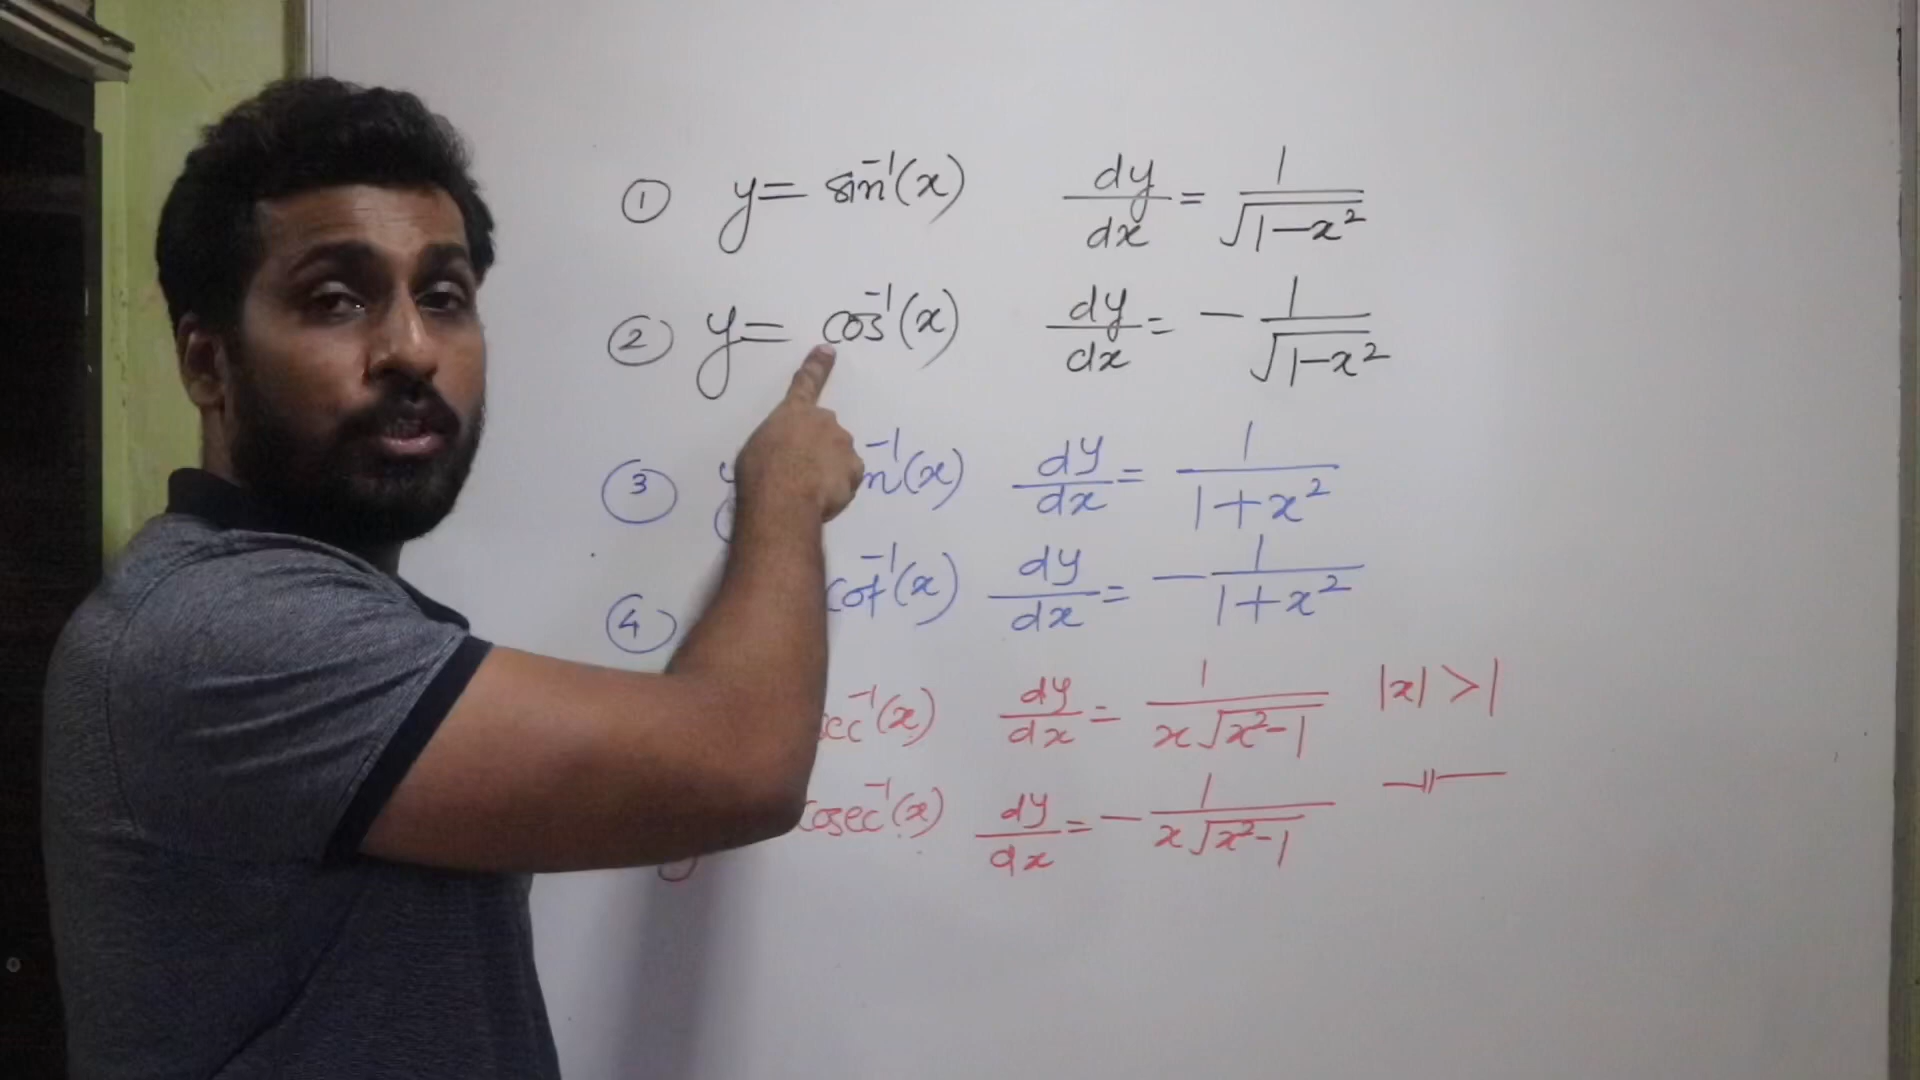 ① y = sin⁻¹(x) dy/dx = 1/√(1-x²)
② y = cos⁻¹(x) dy/dx = - 1/√(1-x²)
③ y n⁻¹(x) dy/dx = 1/(1+x²)
④ cot⁻¹(x) dy/dx = - 1/(1+x²)
ec⁻¹(x) dy/dx = 1/(x√(x²-1)) |x| > 1
cosec⁻¹(x) dy/dx = - 1/(x√(x²-1)) —||—